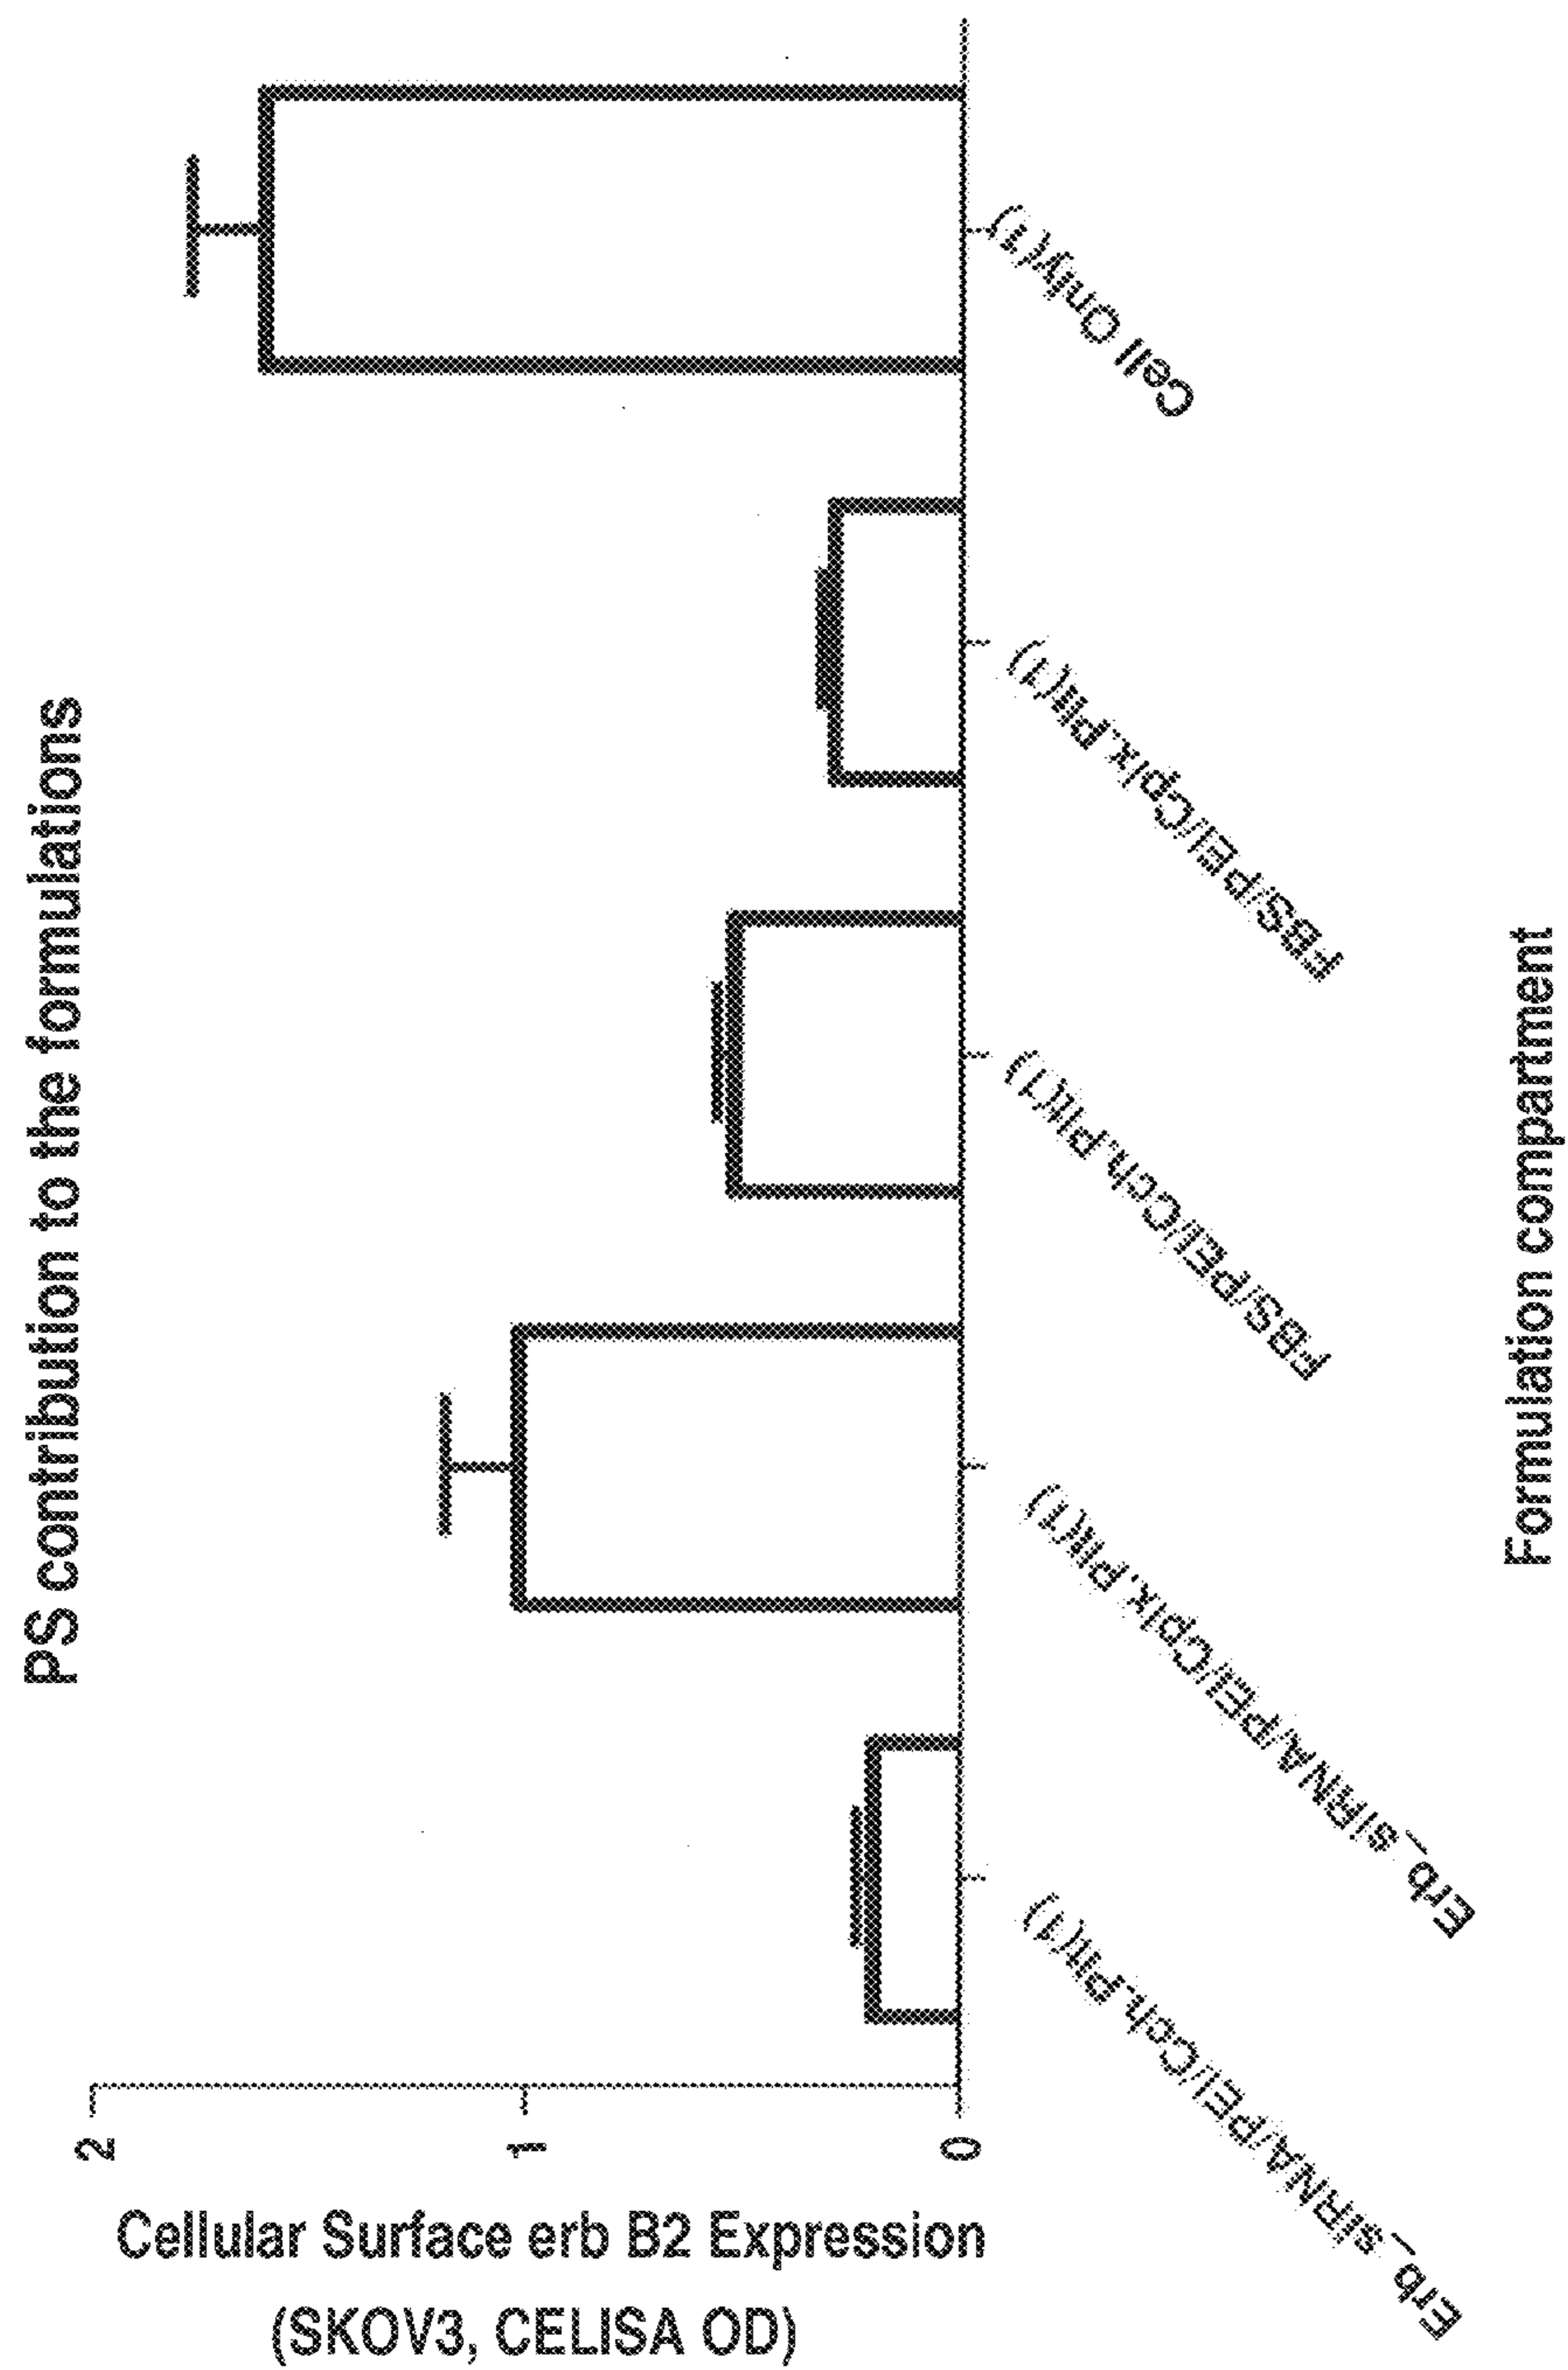 PS contribution to the formulations
Cellular Surface erb B2 Expression
(SKOV3, CELISA OD)
2
1
0
Erb_siRNA/PEI/Cch.Plt(1)
Erb_siRNA/PEI/Cplx.Plt(1)
FBS/PEI/Cch.Plt(1)
FBS/PEI/Cplx.Plt(1)
Cell Only(1)
Formulation compartment